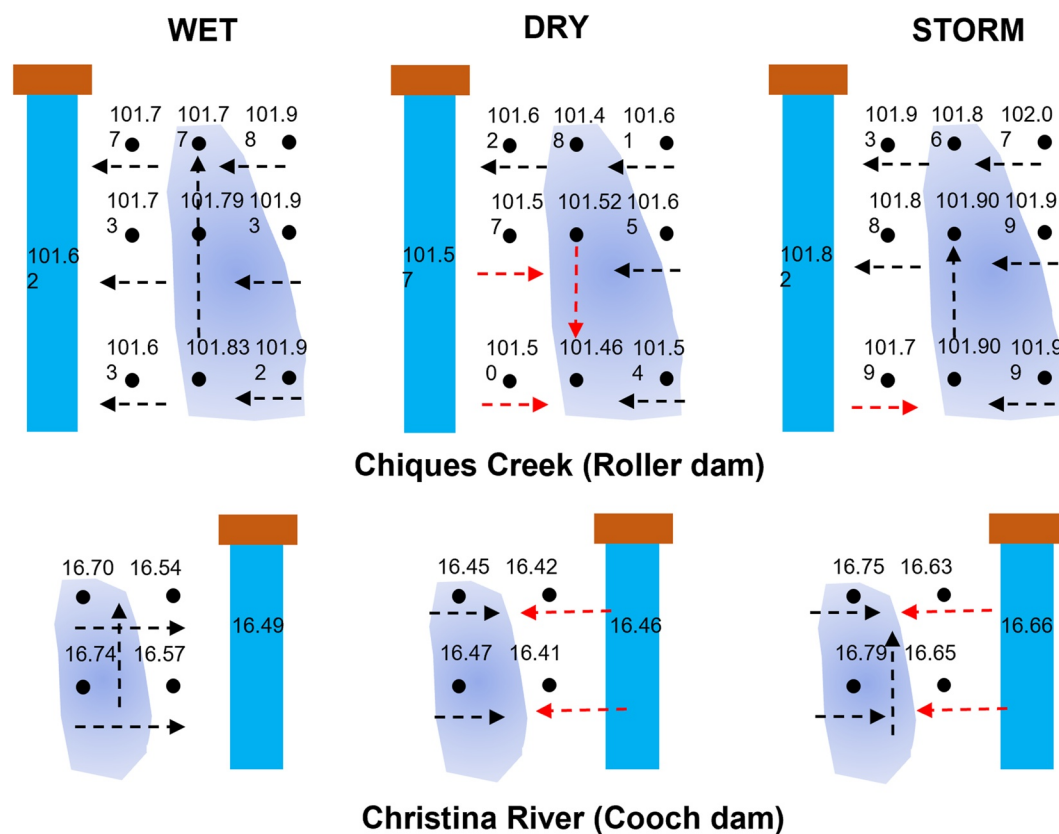 WET DRY STORM
101.7 101.7 101.9 101.6 101.4 101.6 101.9 101.8 102.0
7 7 8 2 8 1 3 6 7
101.7 101.79 101.9 101.5 101.52 101.6 101.8 101.90 101.9
3 3 7 5 8 9
101.6 101.5 101.8
2 7 2
101.6 101.83 101.9 101.5 101.46 101.5 101.7 101.90 101.9
3 2 0 4 9 9
Chiques Creek (Roller dam)
16.70 16.54 16.45 16.42 16.75 16.63
16.49 16.46 16.66
16.74 16.57 16.47 16.41 16.79 16.65
Christina River (Cooch dam)